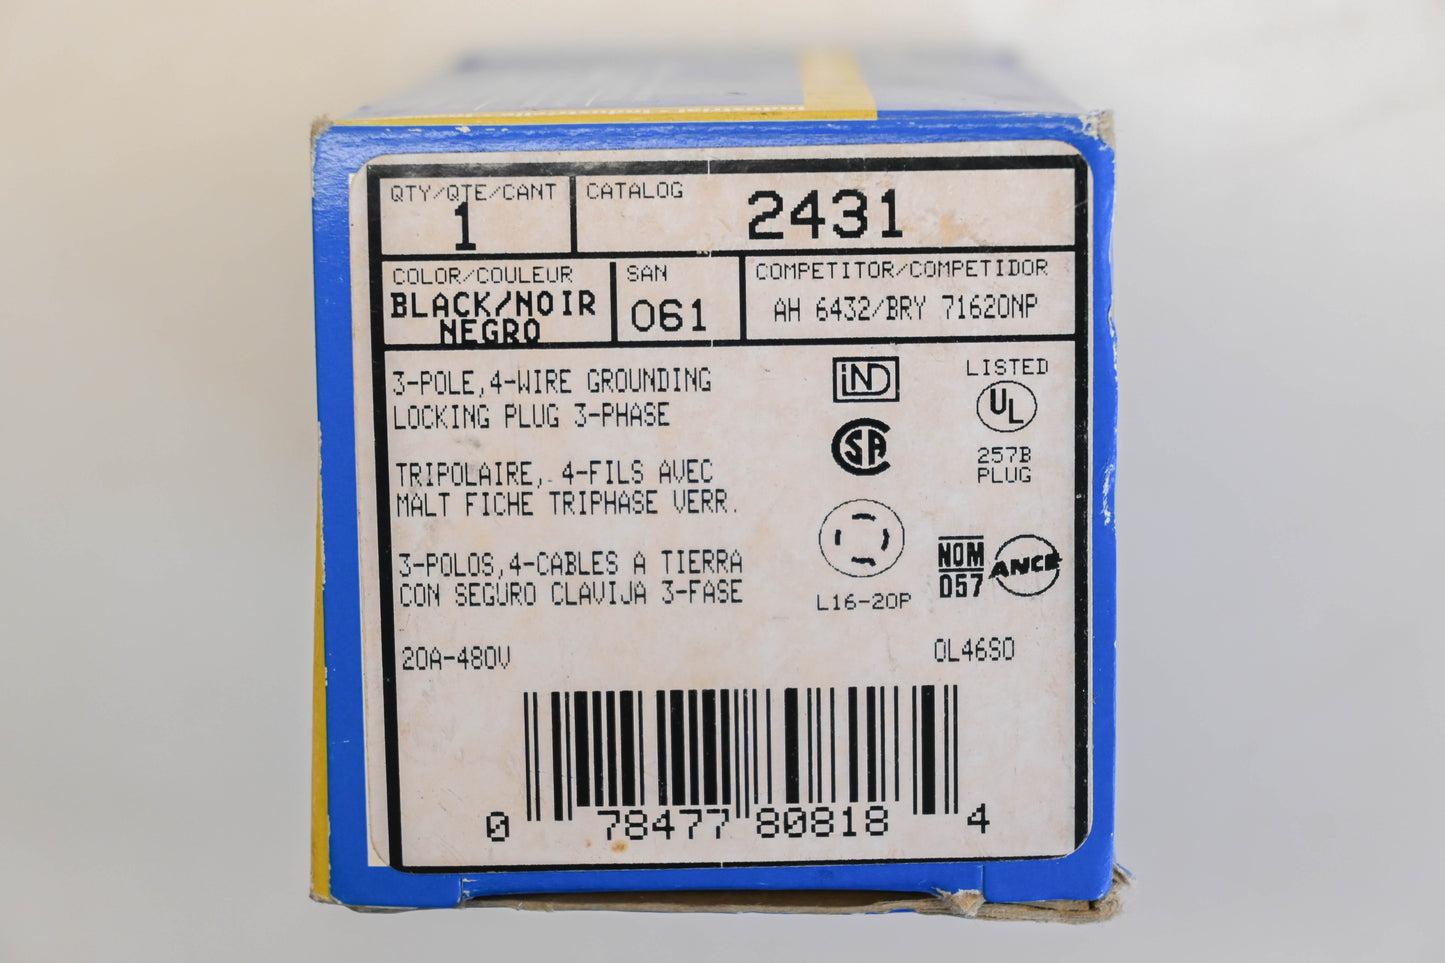 QTY/QTE/CANT
1
CATALOG
2431
COLOR/COULEUR
BLACK/NOIR
NEGRO
SAN
061
COMPETITOR/COMPETIDOR
AH 6432/BRY 71620NP
3-POLE,4-WIRE GROUNDING
LOCKING PLUG 3-PHASE
TRIPOLAIRE, 4-FILS AVEC
MALT FICHE TRIPHASE VERR.
3-POLOS,4-CABLES A TIERRA
CON SEGURO CLAVIJA 3-FASE
20A-480V
IND
LISTED
UL
257B
PLUG
SA
L16-20P
NOM
057
ANCE
OL46SO
0 78477 80818 4